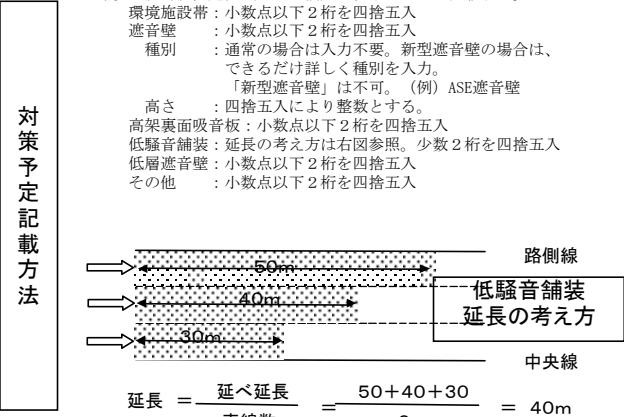 対策予定記載方法
環境施設帯：小数点以下２桁を四捨五入
遮音壁　：小数点以下２桁を四捨五入
種別　：通常の場合は入力不要。新型遮音壁の場合は、
できるだけ詳しく種別を入力。
「新型遮音壁」は不可。（例）ASE遮音壁
高さ　：四捨五入により整数とする。
高架裏面吸音板：小数点以下２桁を四捨五入
低騒音舗装：延長の考え方は右図参照。少数２桁を四捨五入
低層遮音壁：小数点以下２桁を四捨五入
その他　：小数点以下２桁を四捨五入
路側線
50m
低騒音舗装
延長の考え方
40m
30m
中央線
延長 ＝ 延べ延長 ＝ 50＋40＋30 ＝ 40m